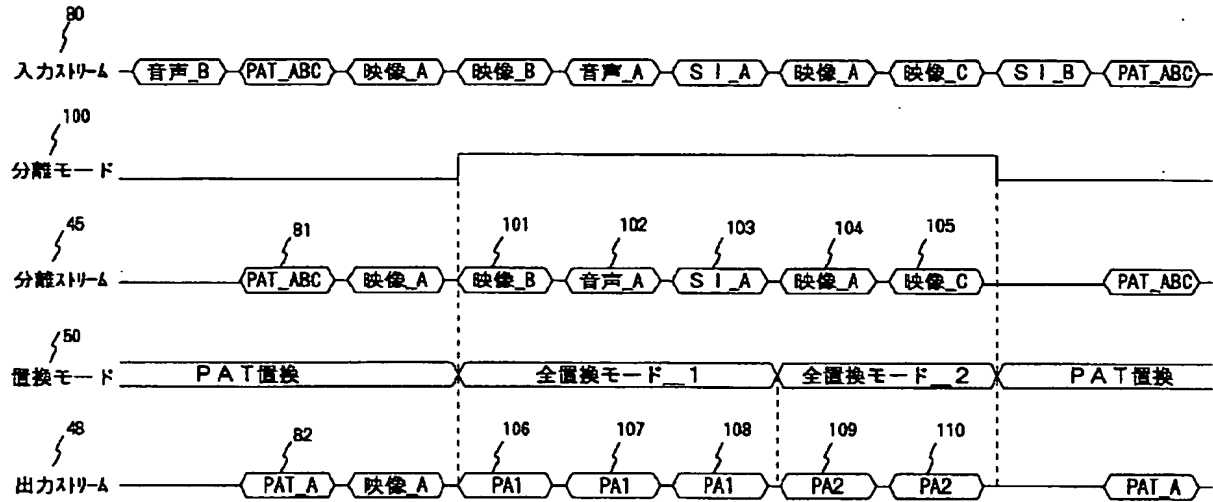 80
入力ストリーム 音声_B PAT_ABC 映像_A 映像_B 音声_A SI_A 映像_A 映像_C SI_B PAT_ABC
100
分離モード
45 81 101 102 103 104 105
分離ストリーム PAT_ABC 映像_A 映像_B 音声_A SI_A 映像_A 映像_C PAT_ABC
50
置換モード PAT置換 全置換モード_1 全置換モード_2 PAT置換
48 82 106 107 108 109 110
出力ストリーム PAT_A 映像_A PA1 PA1 PA1 PA2 PA2 PAT_A